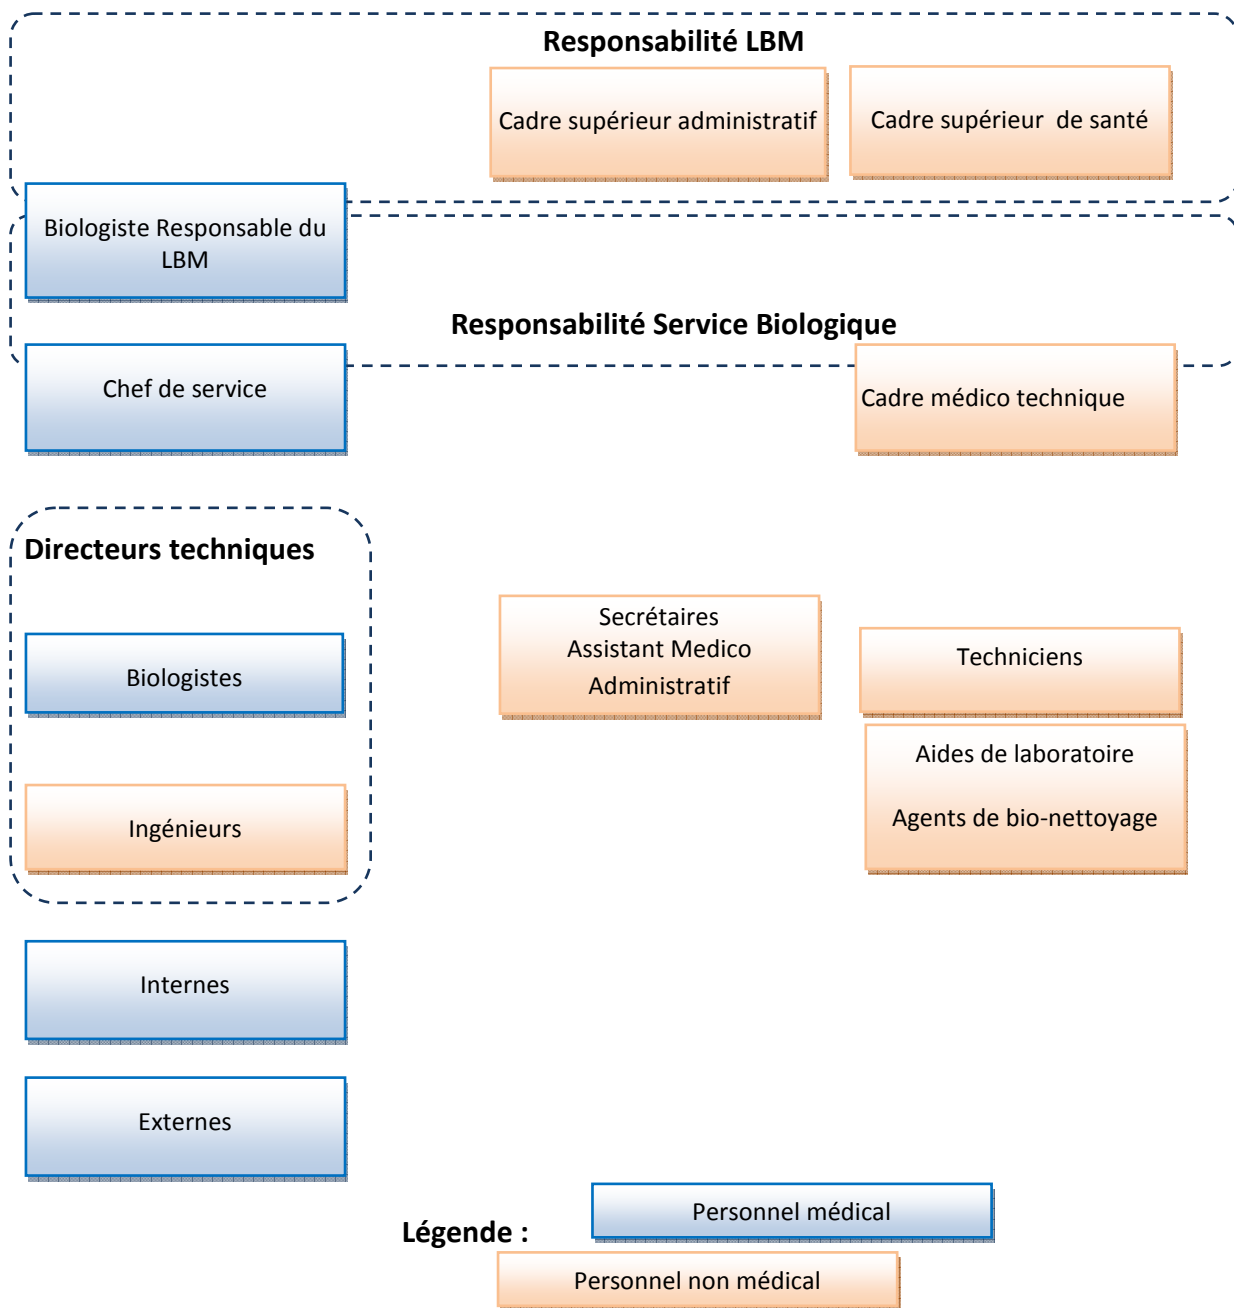 Responsabilité LBM
Cadre supérieur administratif
Cadre supérieur de santé
Biologiste Responsable du
LBM
Responsabilité Service Biologique
Chef de service
Cadre médico technique
Directeurs techniques
Biologistes
Secrétaires
Assistant Medico
Administratif
Techniciens
Ingénieurs
Aides de laboratoire
Agents de bio-nettoyage
Internes
Externes
Légende :
Personnel médical
Personnel non médical